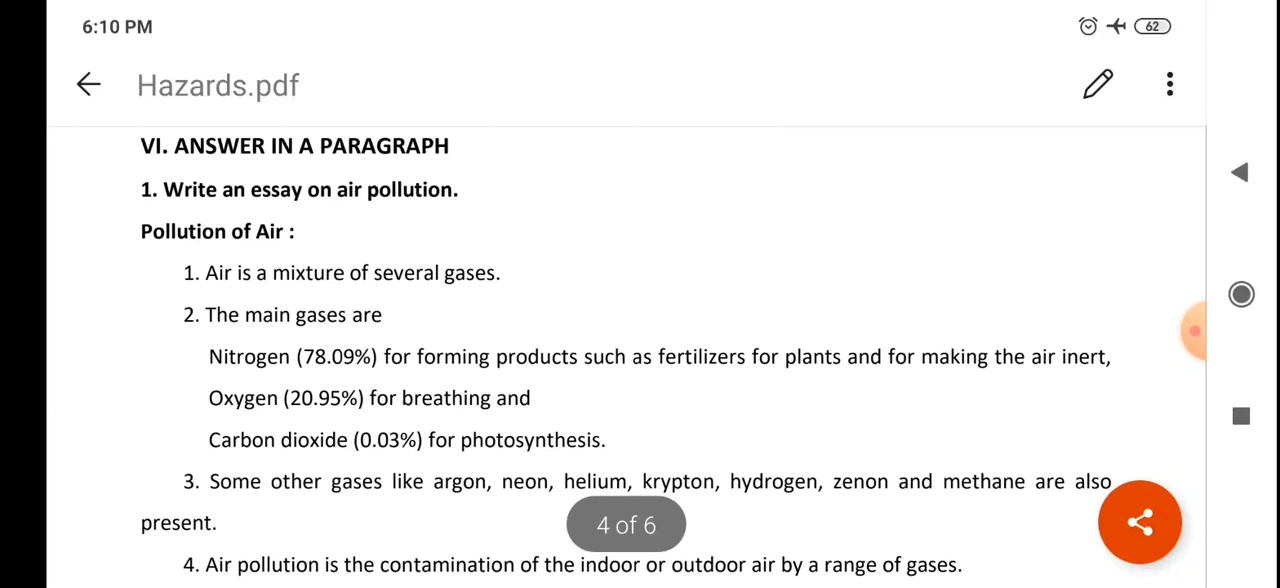 6:10 PM
62
Hazards.pdf
VI. ANSWER IN A PARAGRAPH
1. Write an essay on air pollution.
Pollution of Air :
1. Air is a mixture of several gases.
2. The main gases are
Nitrogen (78.09%) for forming products such as fertilizers for plants and for making the air inert,
Oxygen (20.95%) for breathing and
Carbon dioxide (0.03%) for photosynthesis.
3. Some other gases like argon, neon, helium, krypton, hydrogen, zenon and methane are also
present.
4 of 6
4. Air pollution is the contamination of the indoor or outdoor air by a range of gases.